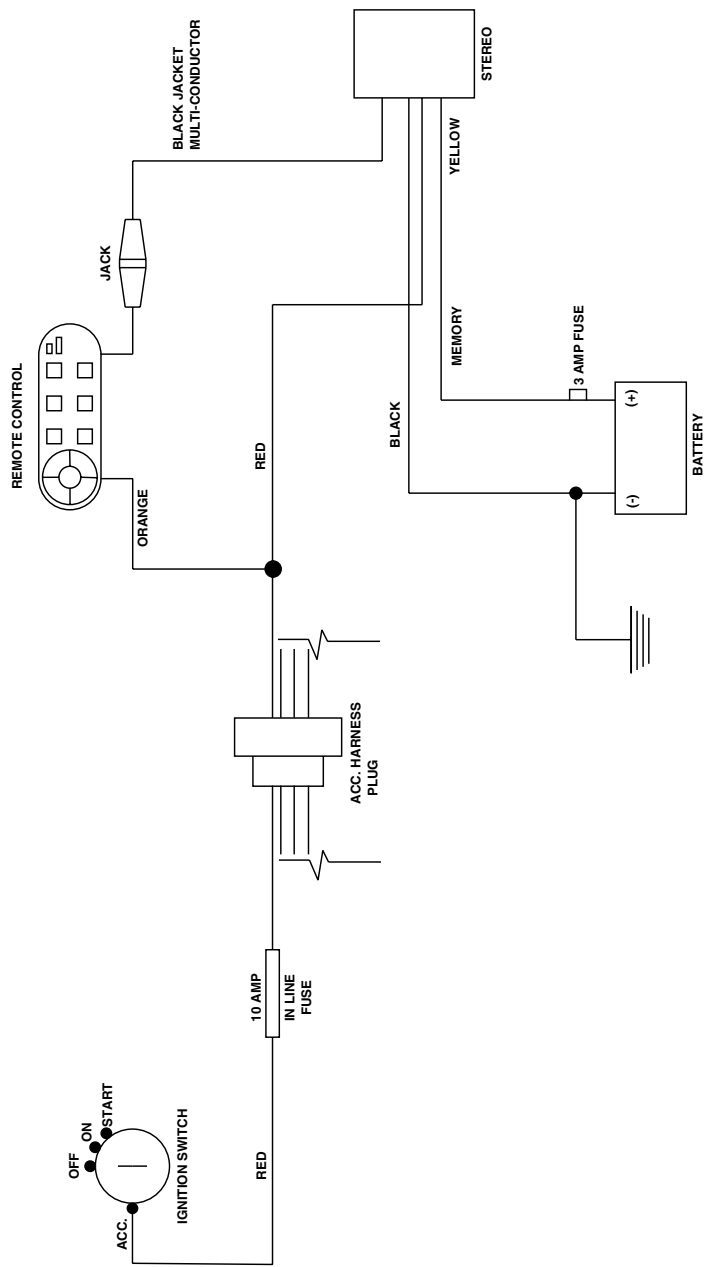 REMOTE CONTROL
JACK
BLACK JACKET
MULTI-CONDUCTOR
STEREO
ORANGE
RED
BLACK
MEMORY
YELLOW
3 AMP FUSE
(+)
(-)
BATTERY
ACC. HARNESS
PLUG
10 AMP
IN LINE
FUSE
OFF
ON
START
ACC.
IGNITION SWITCH
RED